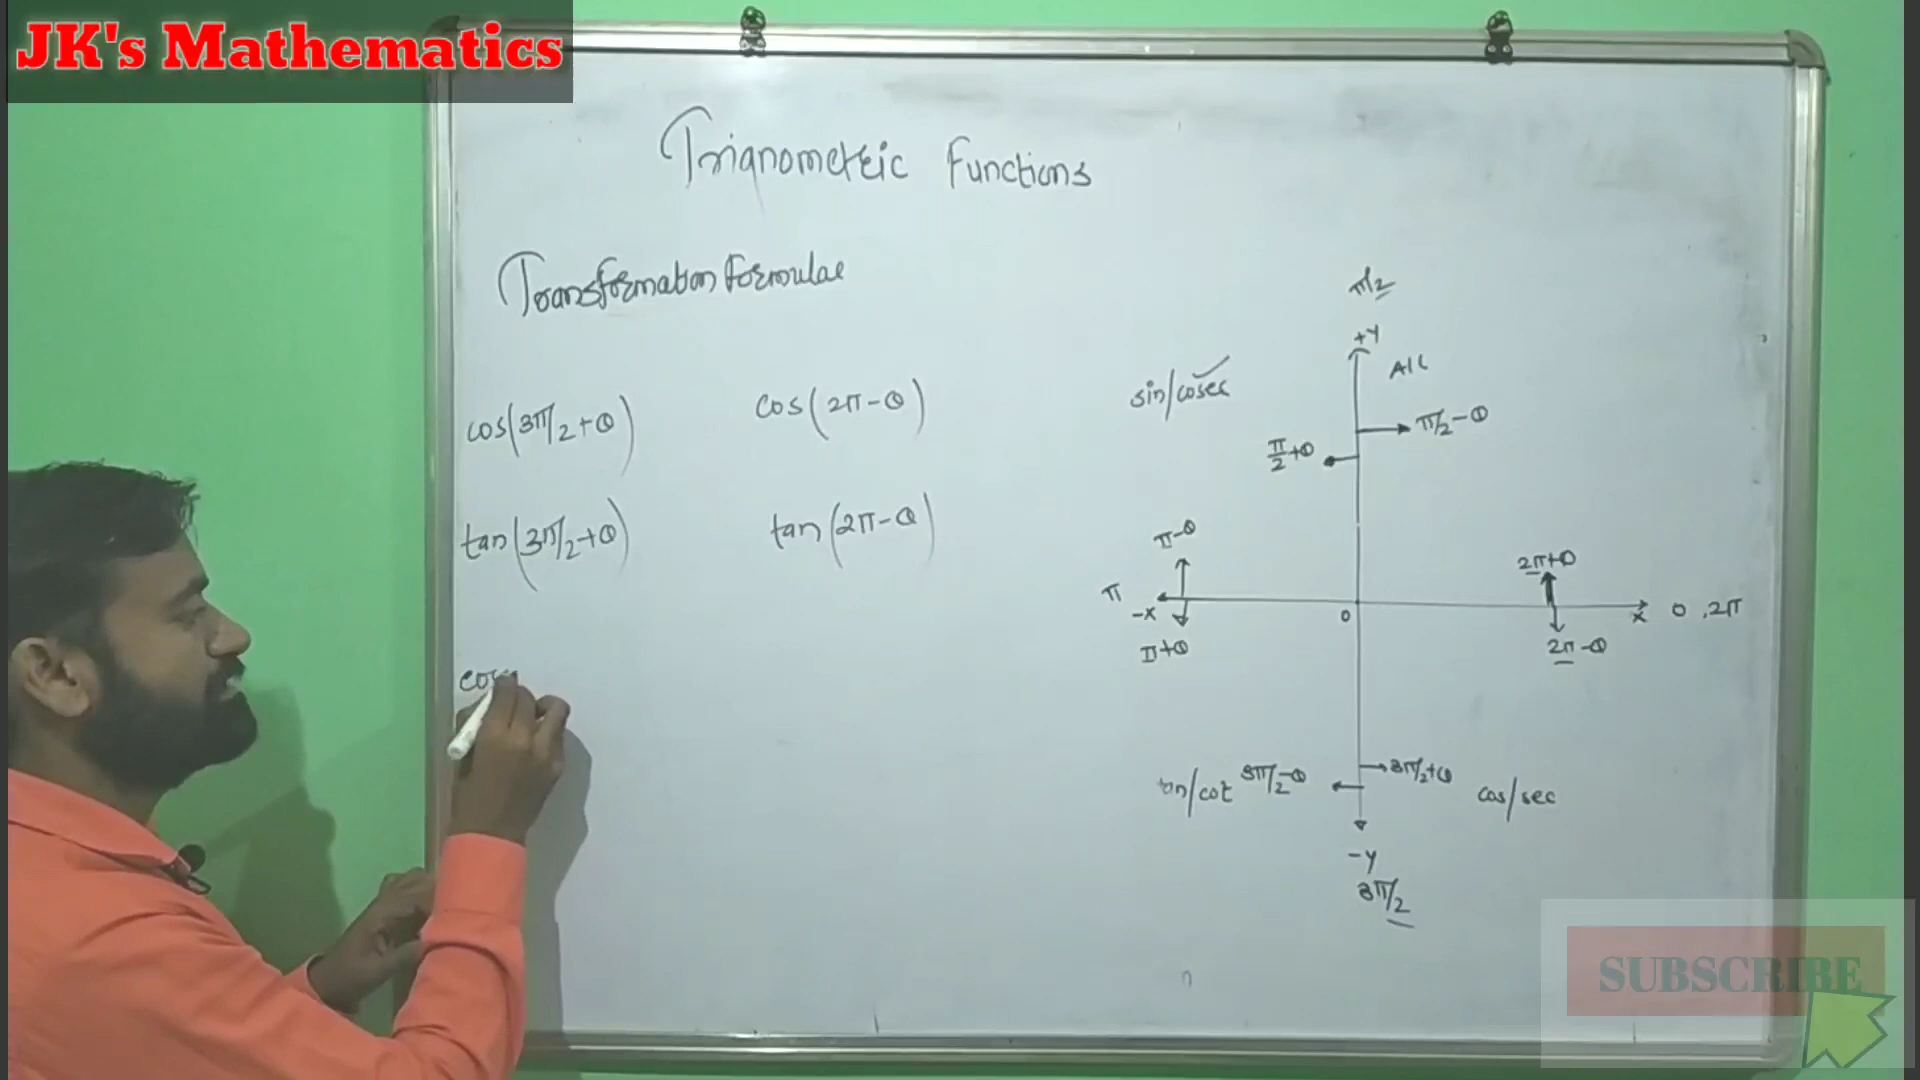 JK's Mathematics
Trignometric Functions
Transformation Formulae
π/2
+Y
A/C
sin/cosec
cos(3π/2+θ)
cos(2π-θ)
π/2-θ
π/2+θ
tan(3π/2+θ)
tan(2π-θ)
π-θ
2π+θ
π
-x
0
x
0 ,2π
π+θ
2π-θ
tan/cot
3π/2-θ
3π/2+θ
cos/sec
-Y
3π/2
SUBSCRIBE